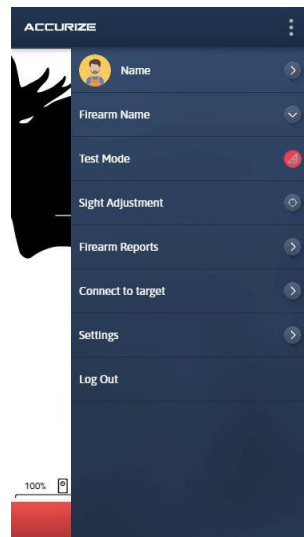 ACCURIZE
Name
Firearm Name
Test Mode
Sight Adjustment
Firearm Reports
Connect to target
Settings
Log Out
100%